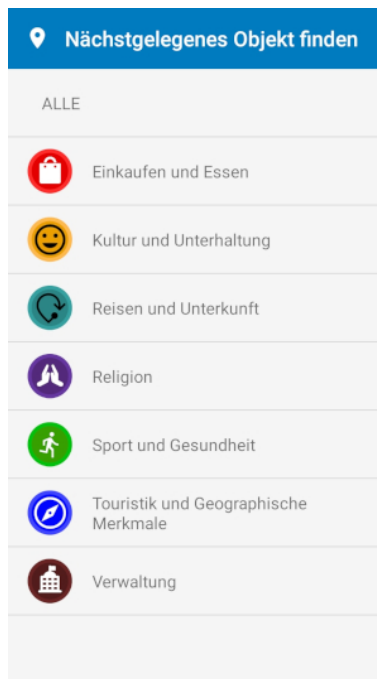 Nächstgelegenes Objekt finden
ALLE
Einkaufen und Essen
Kultur und Unterhaltung
Reisen und Unterkunft
Religion
Sport und Gesundheit
Touristik und Geographische
Merkmale
Verwaltung